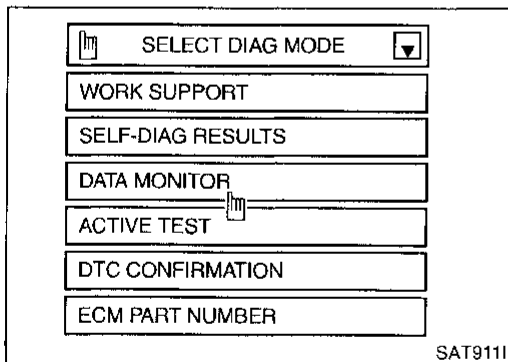 SELECT DIAG MODE
WORK SUPPORT
SELF-DIAG RESULTS
DATA MONITOR
ACTIVE TEST
DTC CONFIRMATION
ECM PART NUMBER
SAT911I